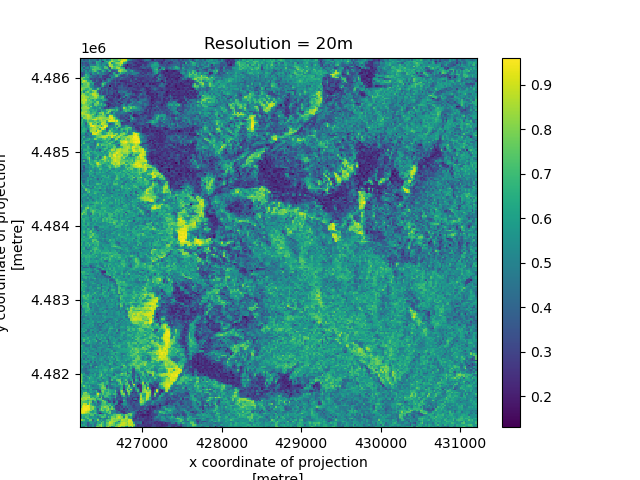 Resolution = 20m
1e6
4.486
4.485
4.484
4.483
4.482
y coordinate of projection
[metre]
427000 428000 429000 430000 431000
x coordinate of projection
[metre]
0.9
0.8
0.7
0.6
0.5
0.4
0.3
0.2